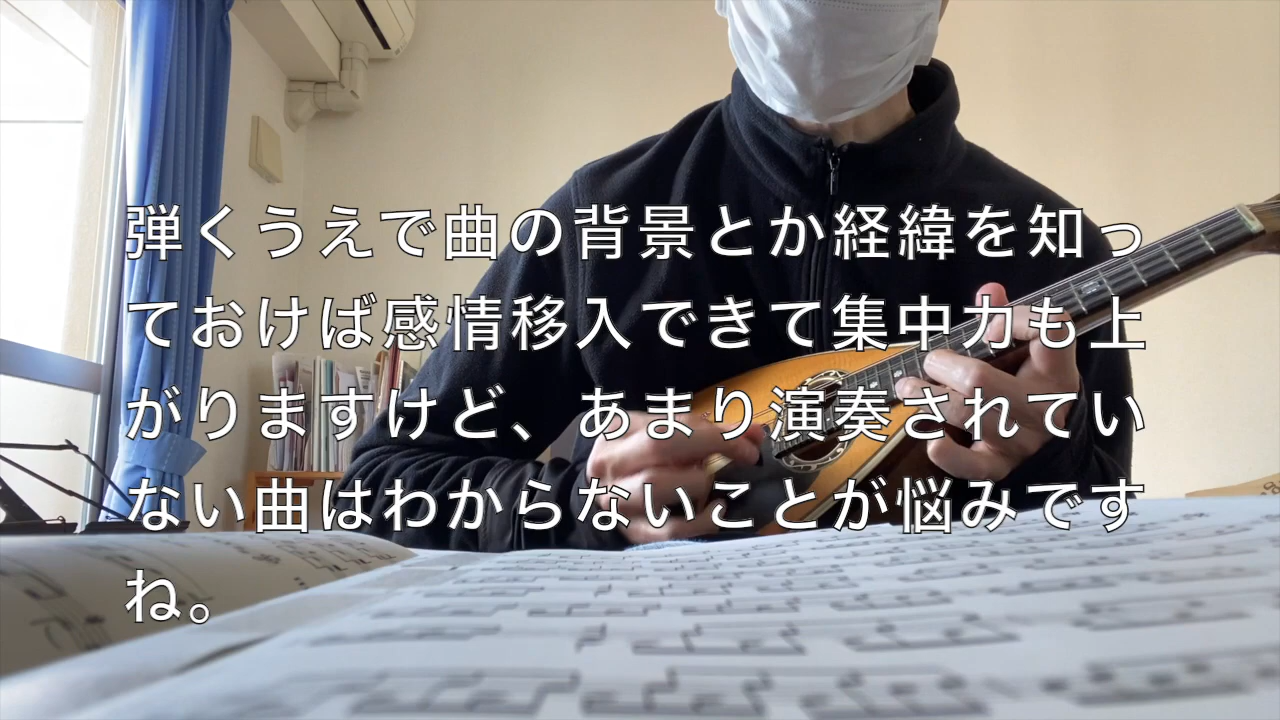 弾くうえで曲の背景とか経緯を知っ
ておけば感情移入できて集中力も上
がりますけど、あまり演奏されてい
ない曲はわからないことが悩みです
ね。